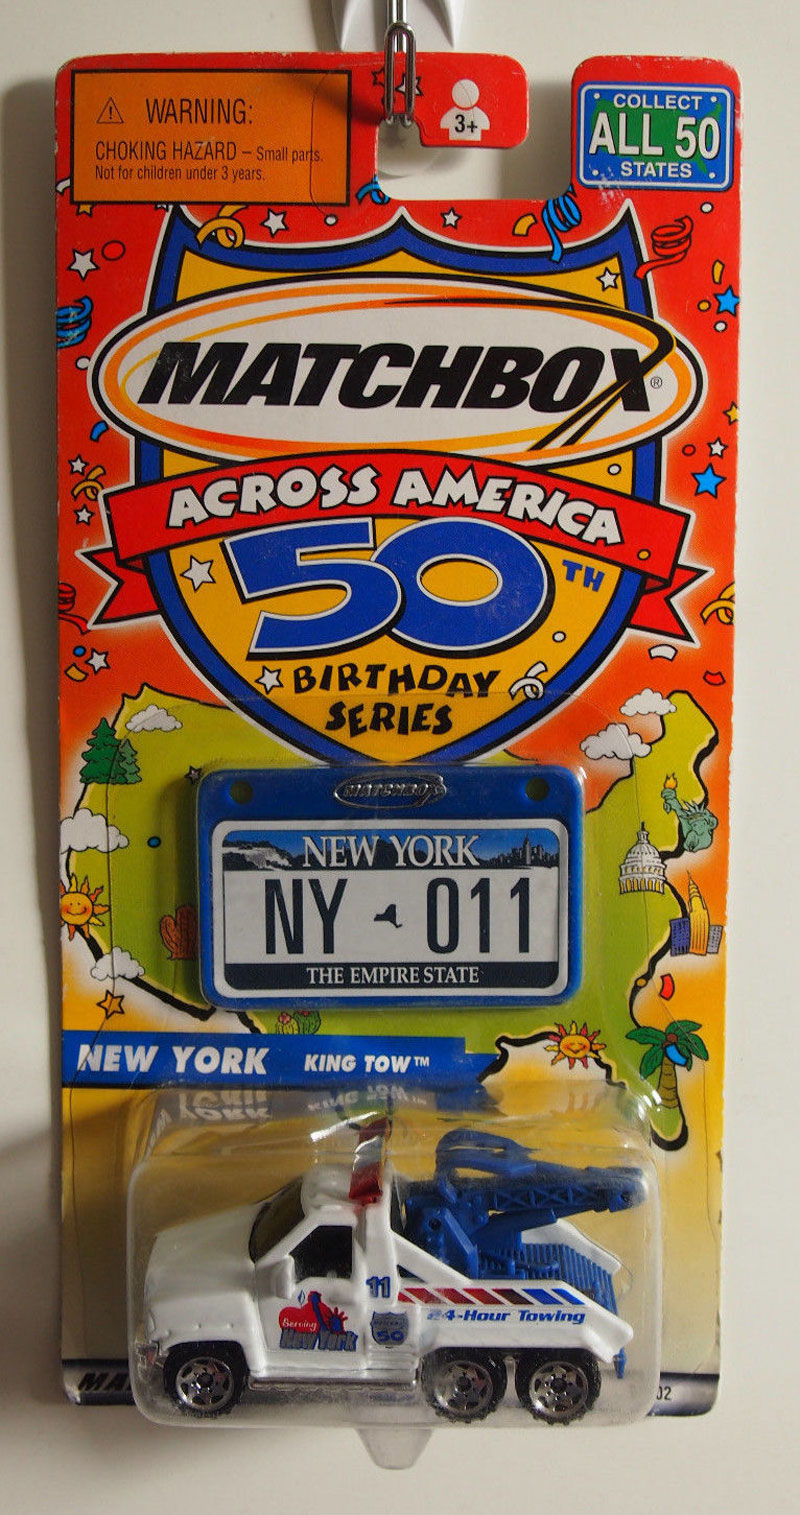 WARNING:
CHOKING HAZARD – Small parts.
Not for children under 3 years.
3+
COLLECT
ALL 50
STATES
MATCHBOX®
ACROSS AMERICA
50TH
BIRTHDAY
SERIES
MATCHBOX
NEW YORK
NY 011
THE EMPIRE STATE
NEW YORK KING TOW™
11
Serving
New York
50
24-Hour Towing